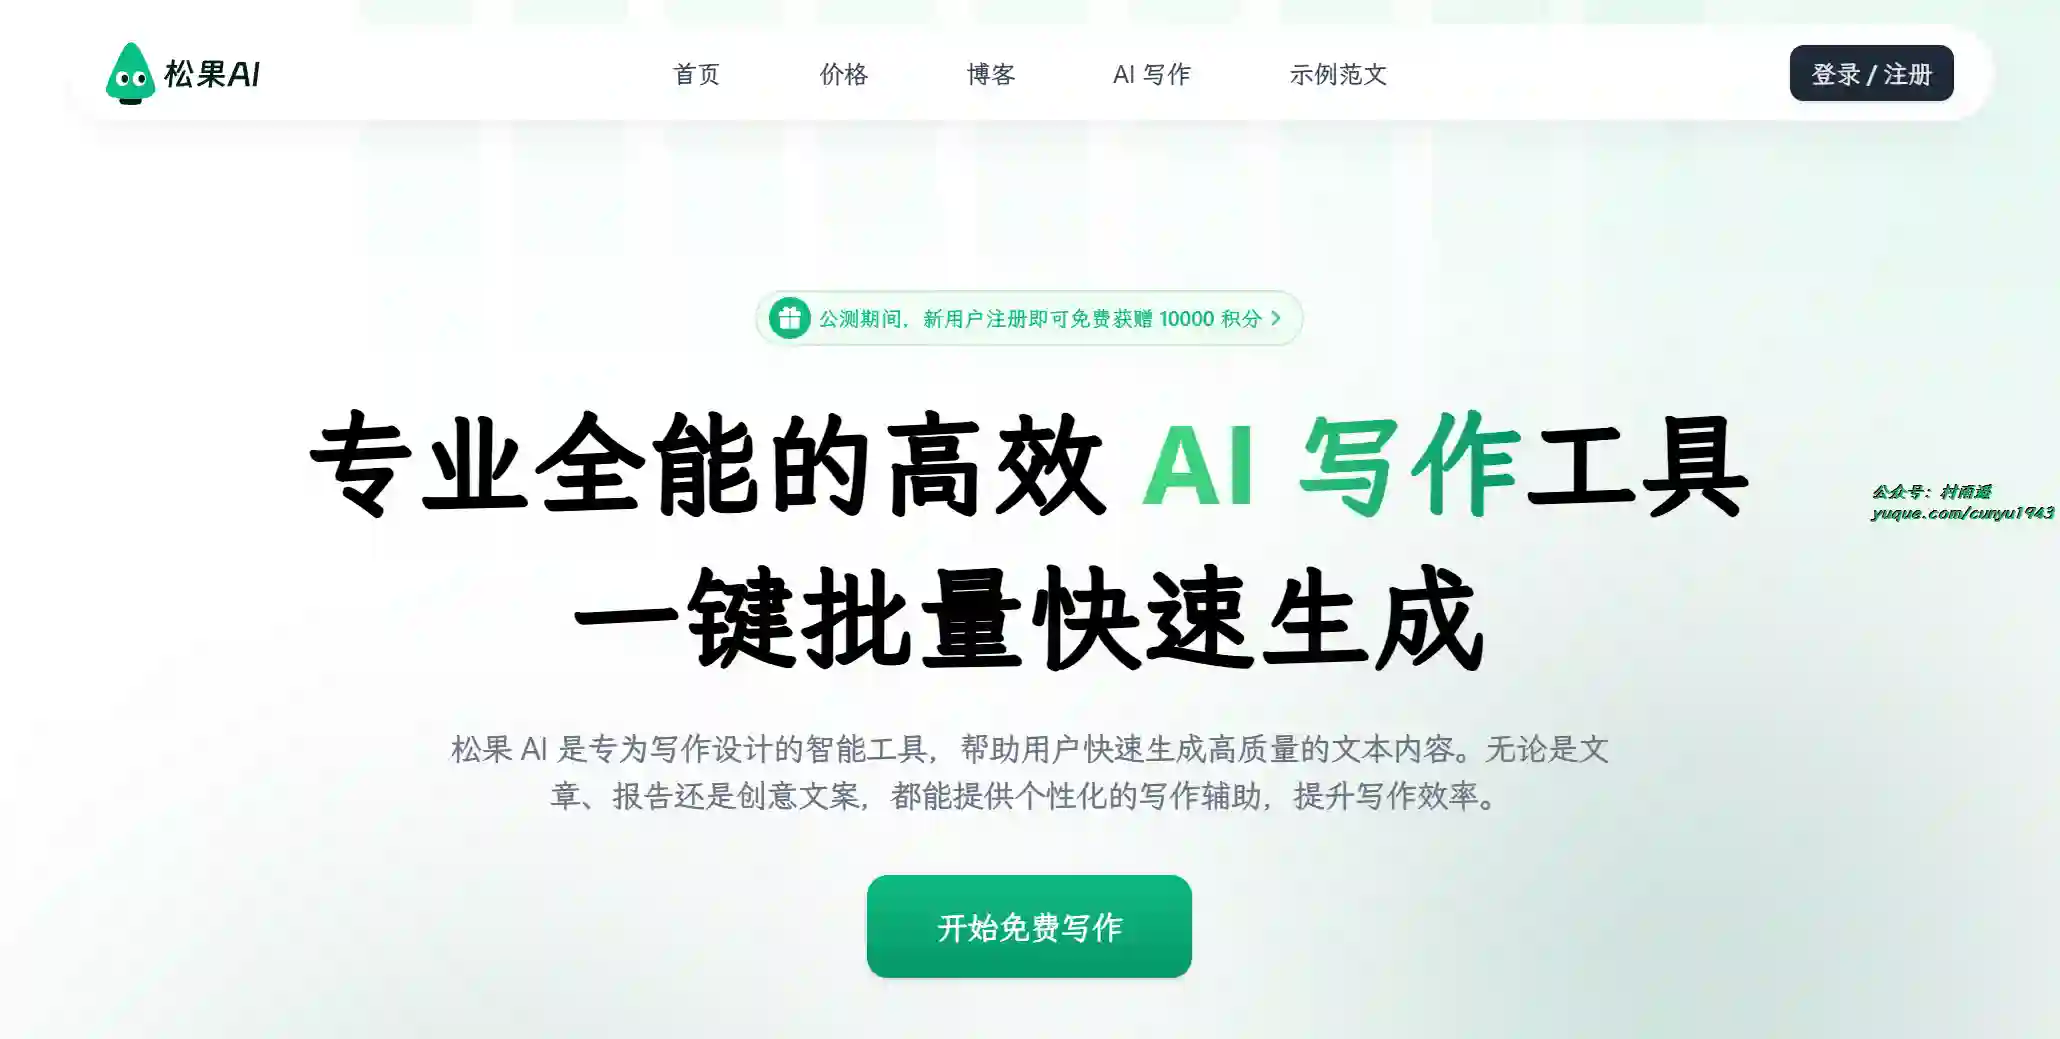 松果AI
首页 价格 博客 AI 写作 示例范文
登录 / 注册
公测期间，新用户注册即可免费获赠 10000 积分
专业全能的高效 AI 写作工具
一键批量快速生成
公众号：村雨遥
yuque.com/cunyu1943
松果 AI 是专为写作设计的智能工具，帮助用户快速生成高质量的文本内容。无论是文
章、报告还是创意文案，都能提供个性化的写作辅助，提升写作效率。
开始免费写作